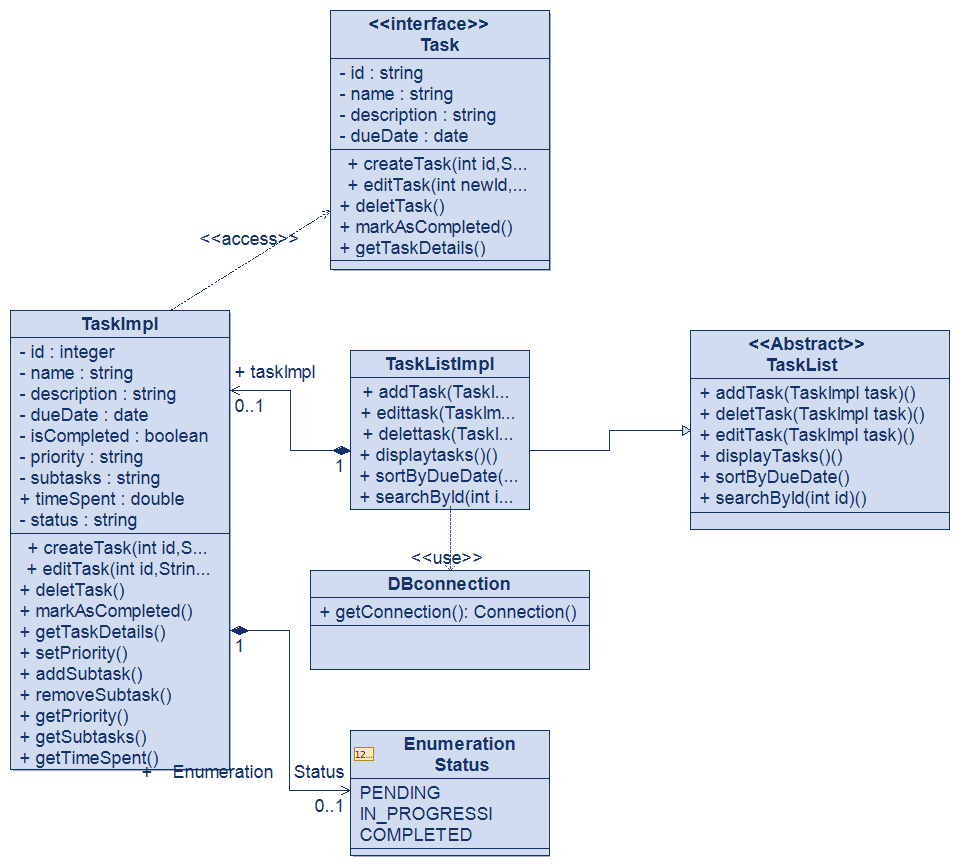 <<interface>>
Task
- id : string
- name : string
- description : string
- dueDate : date
+ createTask(int id,S...
+ editTask(int newId,...
+ deletTask()
+ markAsCompleted()
+ getTaskDetails()
<<access>>
TaskImpl
- id : integer
- name : string
- description : string
- dueDate : date
- isCompleted : boolean
- priority : string
- subtasks : string
+ timeSpent : double
- status : string
+ createTask(int id,S...
+ editTask(int id,Strin...
+ deletTask()
+ markAsCompleted()
+ getTaskDetails()
+ setPriority()
+ addSubtask()
+ removeSubtask()
+ getPriority()
+ getSubtasks()
+ getTimeSpent()
+ taskImpl
0..1
1
TaskListImpl
+ addTask(TaskI...
+ edittask(TaskIm...
+ delettask(TaskI...
+ displaytasks()()
+ sortByDueDate(...
+ searchById(int i...
<<Abstract>>
TaskList
+ addTask(TaskImpl task)()
+ deletTask(TaskImpl task)()
+ editTask(TaskImpl task)()
+ displayTasks()()
+ sortByDueDate()
+ searchById(int id)()
<<use>>
DBconnection
+ getConnection(): Connection()
1
+ Enumeration Status
0..1
12...
Enumeration
Status
PENDING
IN_PROGRESSI
COMPLETED